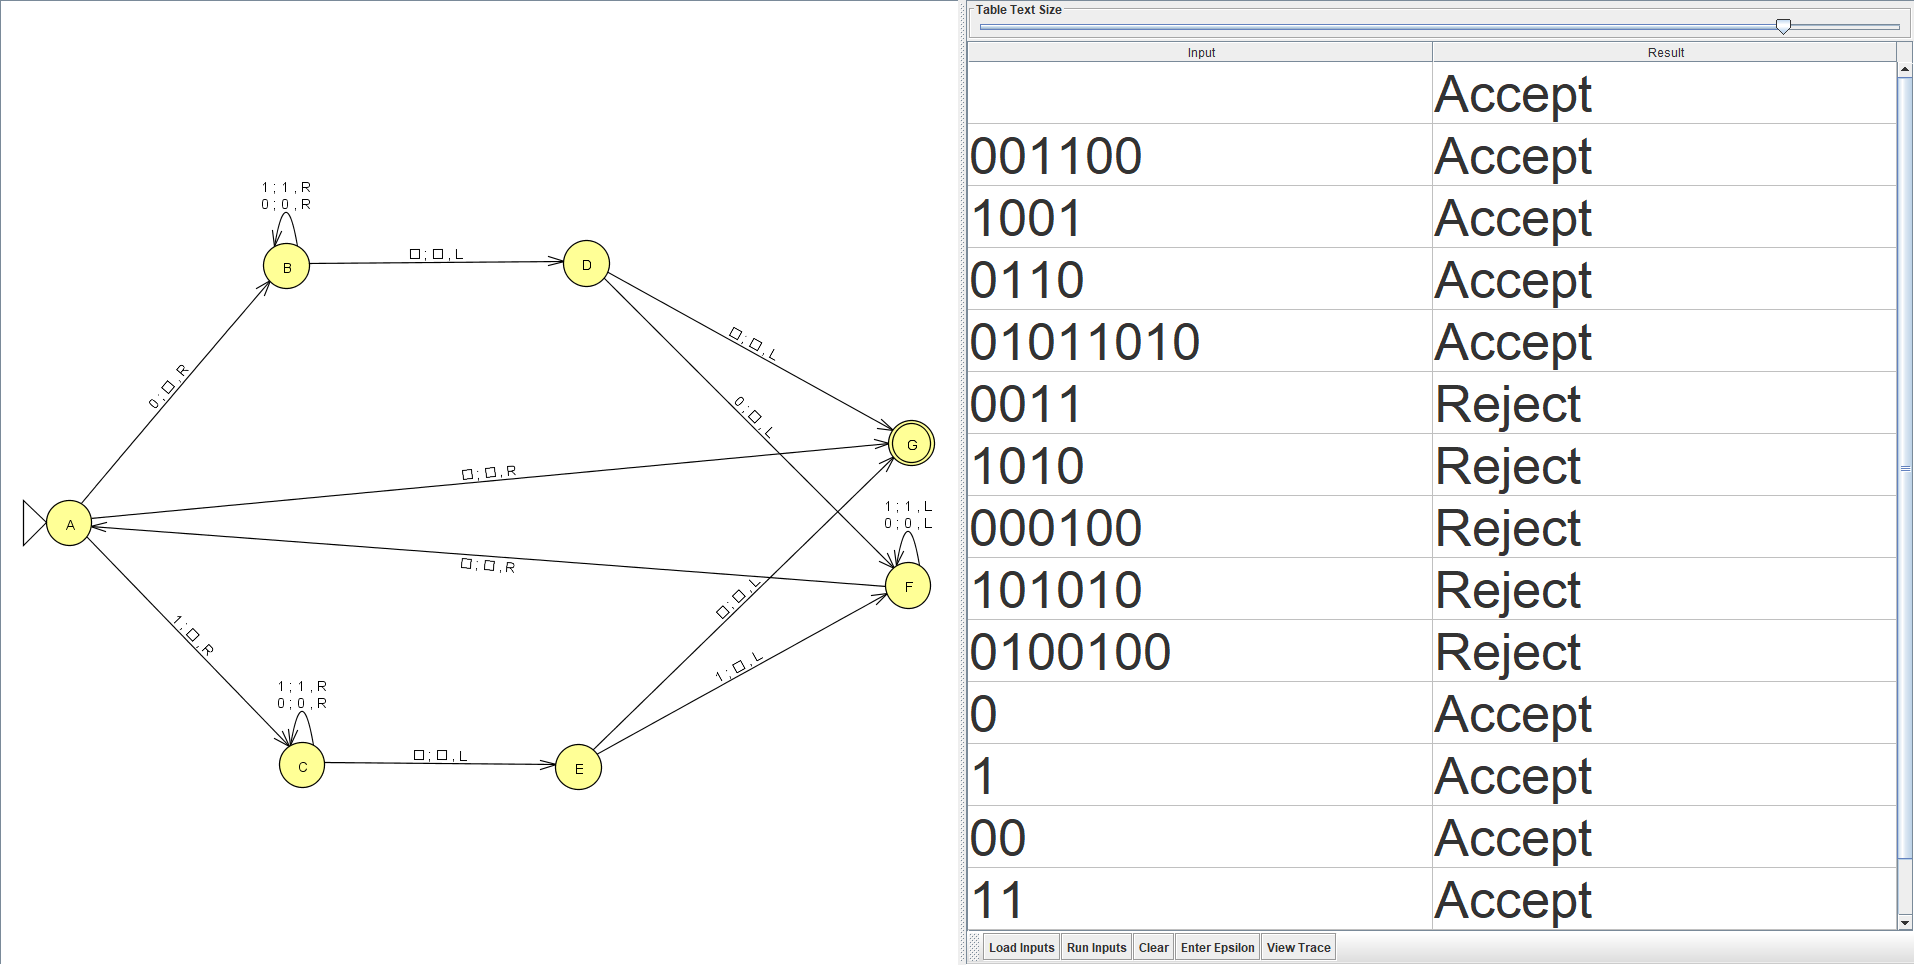 Table Text Size
Input Result
Accept
001100 Accept
1001 Accept
0110 Accept
01011010 Accept
0011 Reject
1010 Reject
000100 Reject
101010 Reject
0100100 Reject
0 Accept
1 Accept
00 Accept
11 Accept
Load Inputs Run Inputs Clear Enter Epsilon View Trace
1 ; 1 , R
0 ; 0 , R
B
□ ; □ , L
D
□ ; □ , L
0 ; □ , R
0 ; □ , L
G
□ ; □ , R
A
1 ; 1 , L
0 ; 0 , L
□ ; □ , R
F
□ ; □ , L
1 ; □ , R
1 ; □ , L
1 ; 1 , R
0 ; 0 , R
C
□ ; □ , L
E